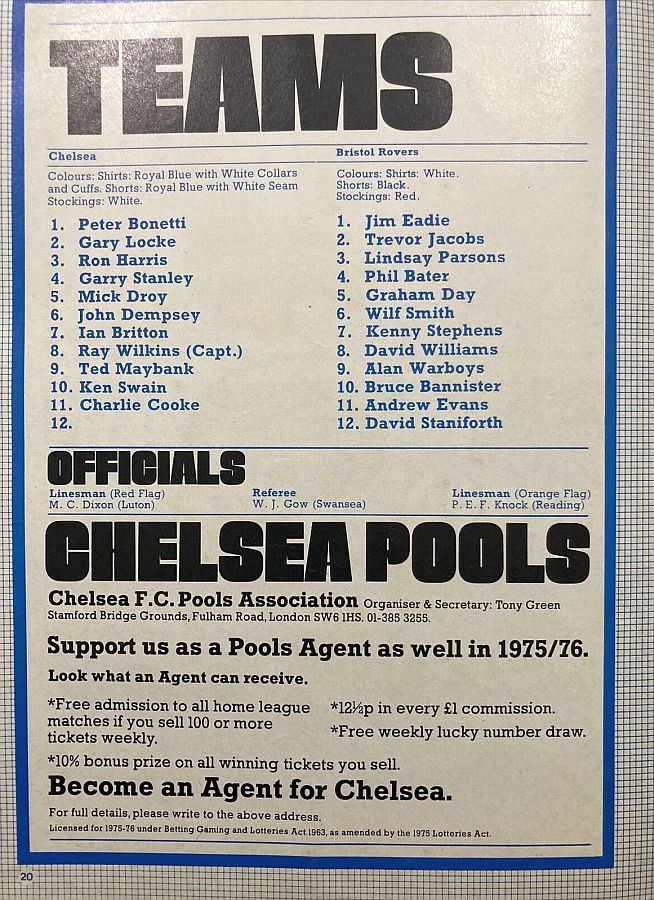 TEAMS
Chelsea
Colours: Shirts: Royal Blue with White Collars
and Cuffs. Shorts: Royal Blue with White Seam
Stockings: White.
1. Peter Bonetti
2. Gary Locke
3. Ron Harris
4. Garry Stanley
5. Mick Droy
6. John Dempsey
7. Ian Britton
8. Ray Wilkins (Capt.)
9. Ted Maybank
10. Ken Swain
11. Charlie Cooke
12.
Bristol Rovers
Colours: Shirts: White.
Shorts: Black.
Stockings: Red.
1. Jim Eadie
2. Trevor Jacobs
3. Lindsay Parsons
4. Phil Bater
5. Graham Day
6. Wilf Smith
7. Kenny Stephens
8. David Williams
9. Alan Warboys
10. Bruce Bannister
11. Andrew Evans
12. David Staniforth
OFFICIALS
Linesman (Red Flag)
M. C. Dixon (Luton)
Referee
W. J. Gow (Swansea)
Linesman (Orange Flag)
P. E. F. Knock (Reading)
CHELSEA POOLS
Chelsea F.C. Pools Association Organiser & Secretary: Tony Green
Stamford Bridge Grounds, Fulham Road, London SW6 1HS. 01-385 3255.
Support us as a Pools Agent as well in 1975/76.
Look what an Agent can receive.
*Free admission to all home league
matches if you sell 100 or more
tickets weekly.
*12½p in every £1 commission.
*Free weekly lucky number draw.
*10% bonus prize on all winning tickets you sell.
Become an Agent for Chelsea.
For full details, please write to the above address.
Licensed for 1975-76 under Betting Gaming and Lotteries Act 1963, as amended by the 1975 Lotteries Act.
20